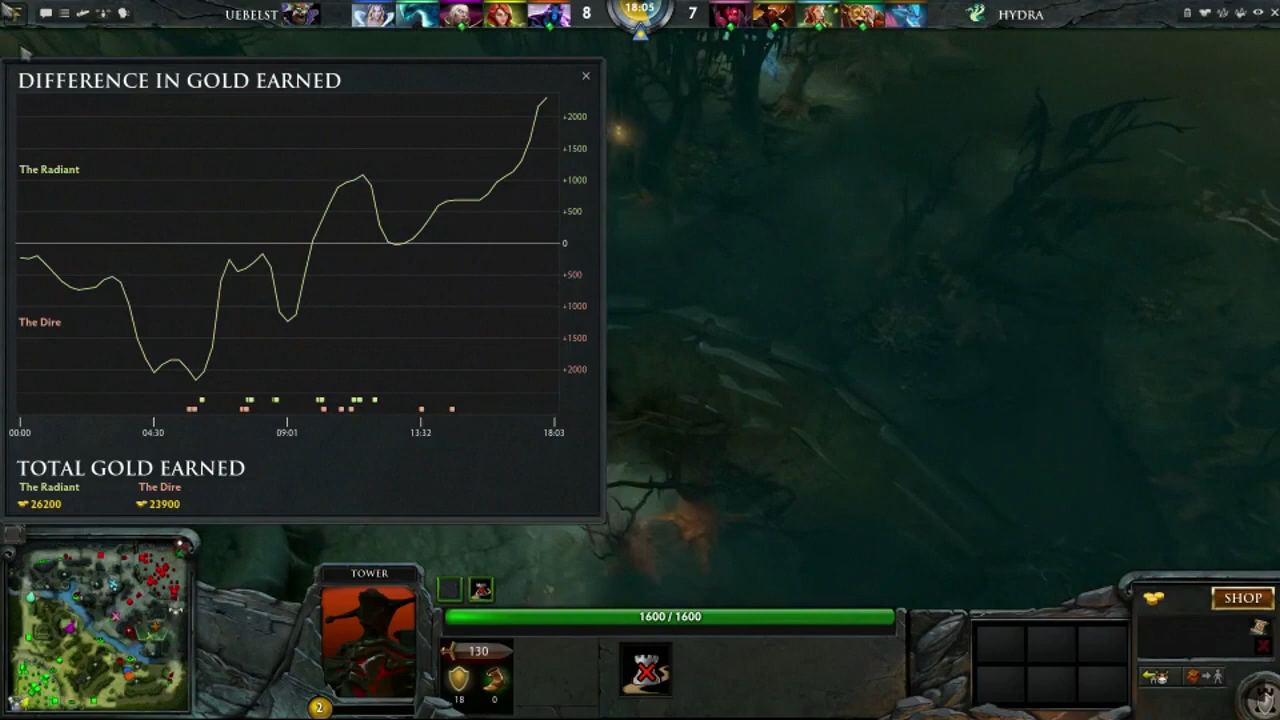 UEBELST 8 18:05 7 HYDRA
DIFFERENCE IN GOLD EARNED
+2000
+1500
The Radiant
+1000
+500
0
+500
+1000
The Dire
+1500
+2000
00:00 04:30 09:01 13:32 18:03
TOTAL GOLD EARNED
The Radiant The Dire
26200 23900
TOWER
1600 / 1600
SHOP
130
18 0
2